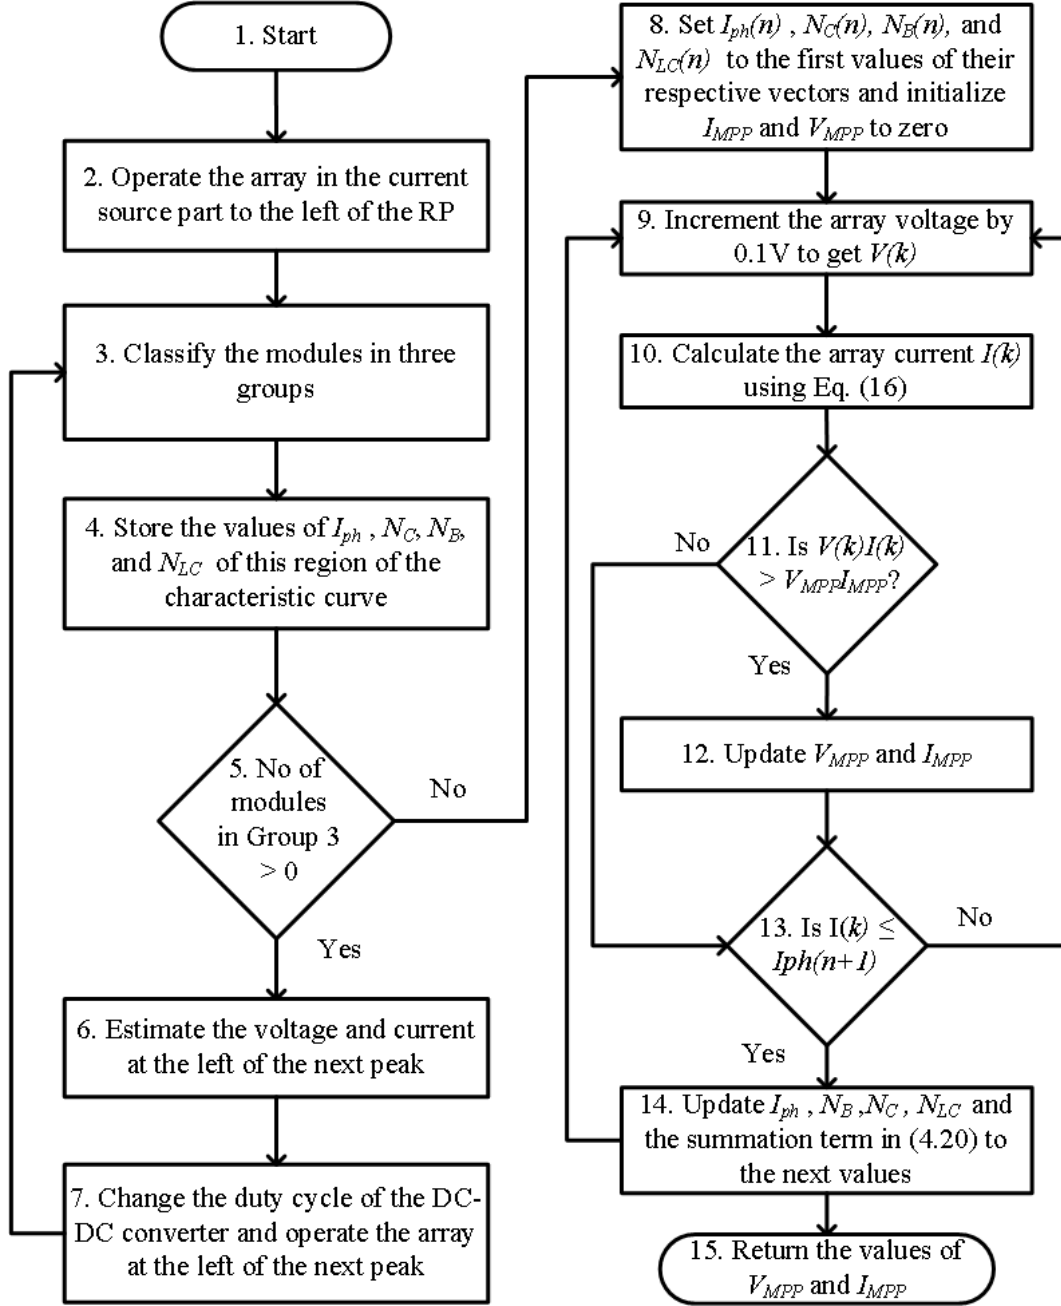 1. Start
2. Operate the array in the current
source part to the left of the RP
3. Classify the modules in three
groups
4. Store the values of Iph , NC, NB,
and NLC of this region of the
characteristic curve
5. No of
modules
in Group 3
> 0
No
Yes
6. Estimate the voltage and current
at the left of the next peak
7. Change the duty cycle of the DC-
DC converter and operate the array
at the left of the next peak
8. Set Iph(n) , NC(n), NB(n), and
NLC(n) to the first values of their
respective vectors and initialize
IMPP and VMPP to zero
9. Increment the array voltage by
0.1V to get V(k)
10. Calculate the array current I(k)
using Eq. (16)
11. Is V(k)I(k)
> VMPPIMPP?
No
Yes
12. Update VMPP and IMPP
13. Is I(k) ≤
Iph(n+1)
No
Yes
14. Update Iph , NB ,NC , NLC and
the summation term in (4.20) to
the next values
15. Return the values of
VMPP and IMPP